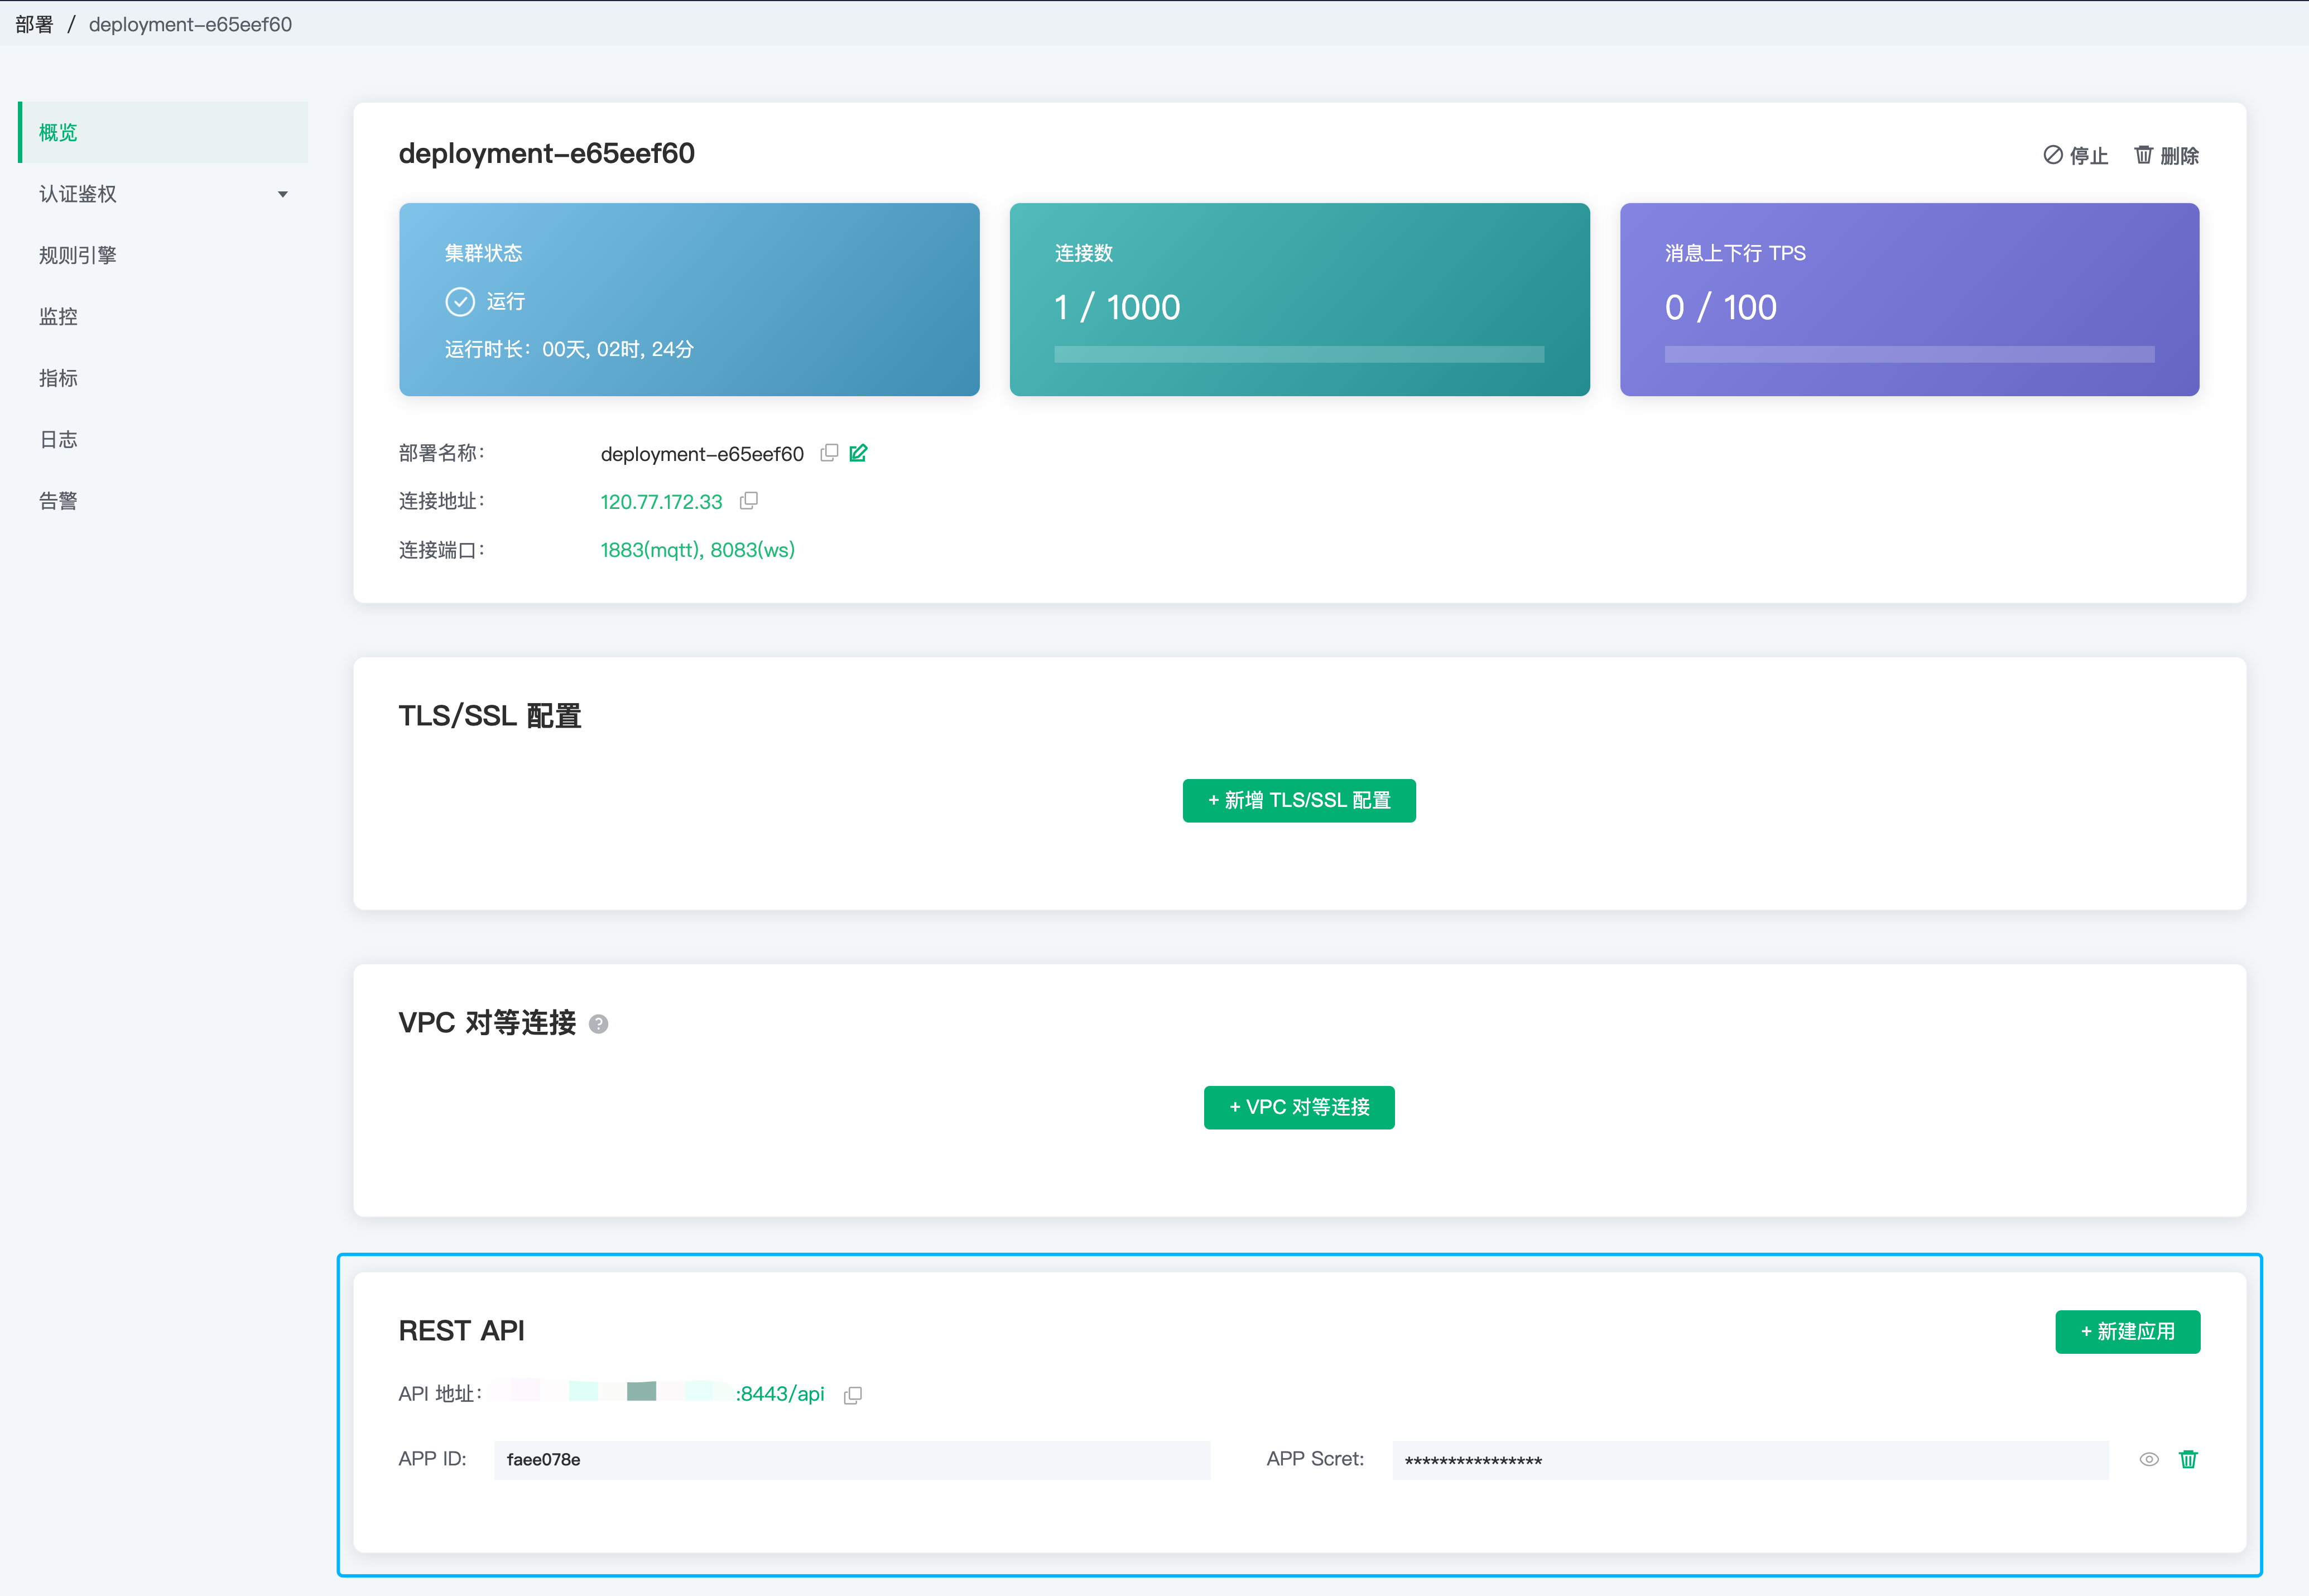 部署 / deployment-e65eef60
概览
认证鉴权
规则引擎
监控
指标
日志
告警
deployment-e65eef60
停止 删除
集群状态
运行
运行时长：00天, 02时, 24分
连接数
1 / 1000
消息上下行 TPS
0 / 100
部署名称： deployment-e65eef60
连接地址： 120.77.172.33
连接端口： 1883(mqtt), 8083(ws)
TLS/SSL 配置
+ 新增 TLS/SSL 配置
VPC 对等连接 ?
+ VPC 对等连接
REST API
+ 新建应用
API 地址： :8443/api
APP ID: faee078e APP Scret: ****************